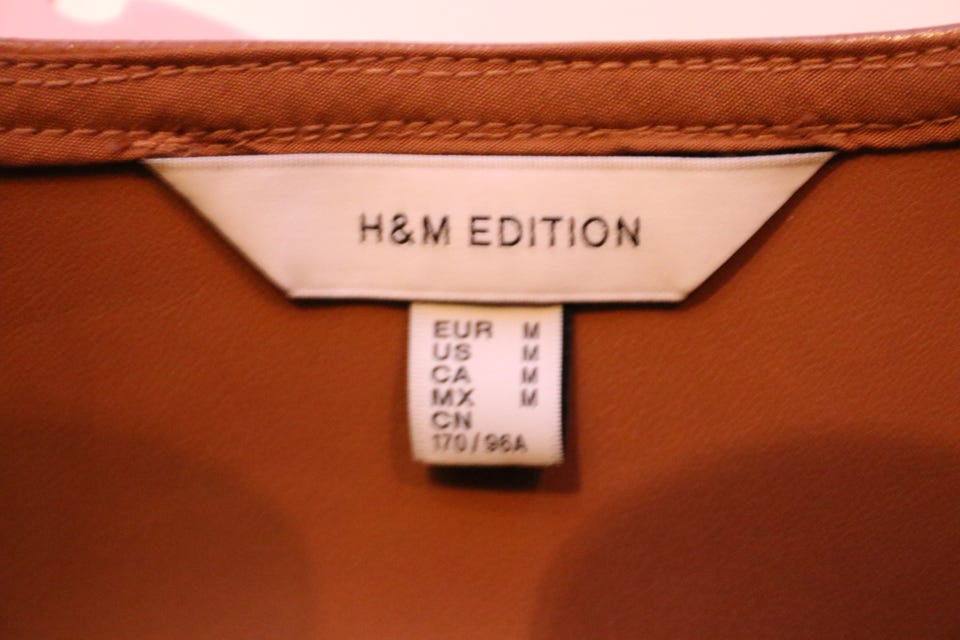 H&M EDITION
EUR M
US M
CA M
MX M
CN
170/96A